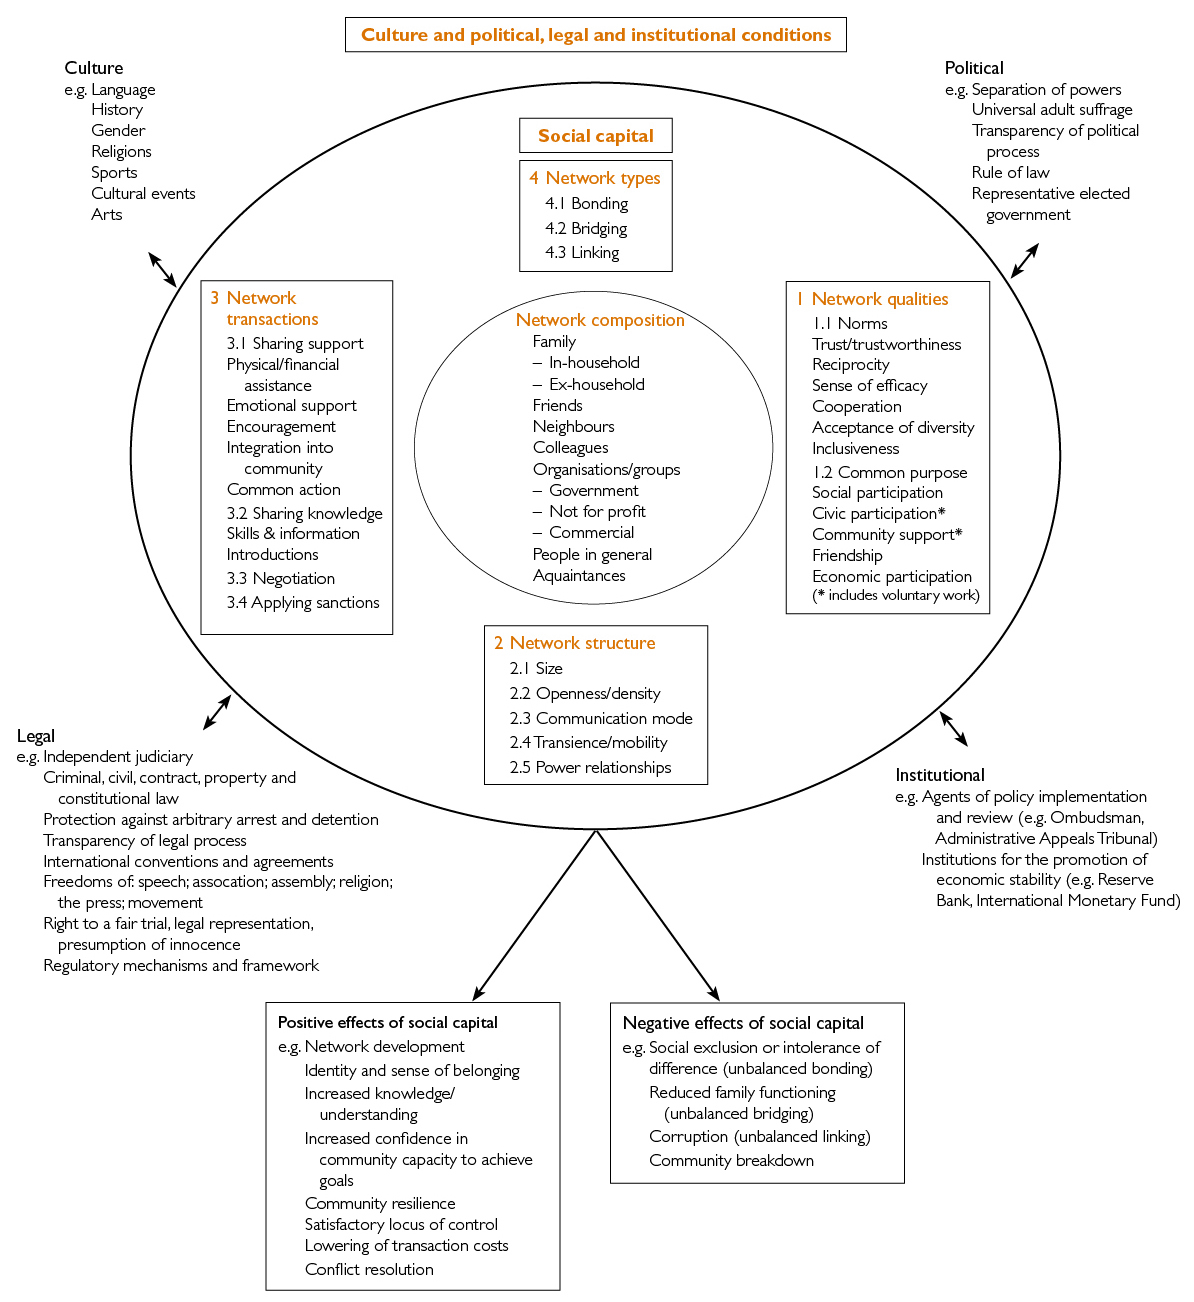 Culture and political, legal and institutional conditions
Culture
e.g. Language
History
Gender
Religions
Sports
Cultural events
Arts
Political
e.g. Separation of powers
Universal adult suffrage
Transparency of political
process
Rule of law
Representative elected
government
Social capital
4 Network types
4.1 Bonding
4.2 Bridging
4.3 Linking
3 Network
transactions
3.1 Sharing support
Physical/financial
assistance
Emotional support
Encouragement
Integration into
community
Common action
3.2 Sharing knowledge
Skills & information
Introductions
3.3 Negotiation
3.4 Applying sanctions
Network composition
Family
– In-household
– Ex-household
Friends
Neighbours
Colleagues
Organisations/groups
– Government
– Not for profit
– Commercial
People in general
Aquaintances
1 Network qualities
1.1 Norms
Trust/trustworthiness
Reciprocity
Sense of efficacy
Cooperation
Acceptance of diversity
Inclusiveness
1.2 Common purpose
Social participation
Civic participation*
Community support*
Friendship
Economic participation
(* includes voluntary work)
2 Network structure
2.1 Size
2.2 Openness/density
2.3 Communication mode
2.4 Transience/mobility
2.5 Power relationships
Legal
e.g. Independent judiciary
Criminal, civil, contract, property and
constitutional law
Protection against arbitrary arrest and detention
Transparency of legal process
International conventions and agreements
Freedoms of: speech; assocation; assembly; religion;
the press; movement
Right to a fair trial, legal representation,
presumption of innocence
Regulatory mechanisms and framework
Institutional
e.g. Agents of policy implementation
and review (e.g. Ombudsman,
Administrative Appeals Tribunal)
Institutions for the promotion of
economic stability (e.g. Reserve
Bank, International Monetary Fund)
Positive effects of social capital
e.g. Network development
Identity and sense of belonging
Increased knowledge/
understanding
Increased confidence in
community capacity to achieve
goals
Community resilience
Satisfactory locus of control
Lowering of transaction costs
Conflict resolution
Negative effects of social capital
e.g. Social exclusion or intolerance of
difference (unbalanced bonding)
Reduced family functioning
(unbalanced bridging)
Corruption (unbalanced linking)
Community breakdown